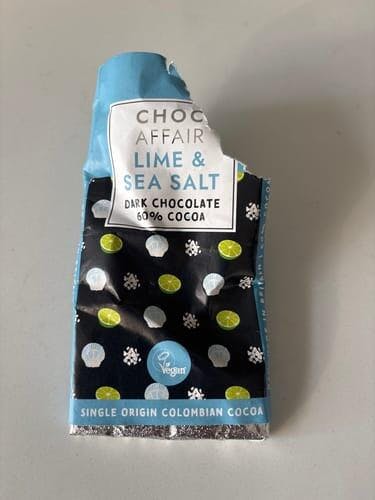 CHOC
AFFAIR
LIME &
SEA SALT
DARK CHOCOLATE
60% COCOA
vegan
SINGLE ORIGIN COLOMBIAN COCOA